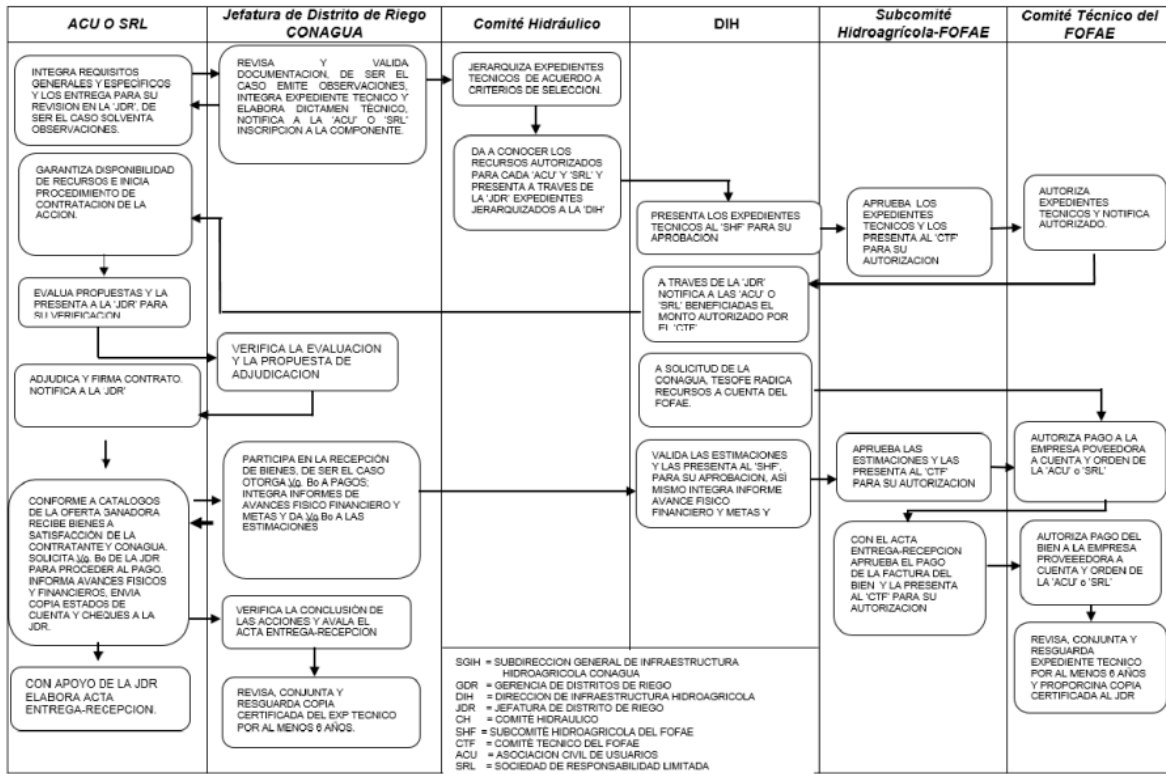 ACU O SRL
Jefatura de Distrito de Riego
CONAGUA
Comité Hidráulico
DIH
Subcomité
Hidroagrícola-FOFAE
Comité Técnico del
FOFAE
INTEGRA REQUISITOS
GENERALES Y ESPECÍFICOS
Y LOS ENTREGA PARA SU
REVISION EN LA 'JDR', DE
SER EL CASO SOLVENTA
OBSERVACIONES.
REVISA Y VALIDA
DOCUMENTACION, DE SER EL
CASO EMITE OBSERVACIONES,
INTEGRA EXPEDIENTE TECNICO Y
ELABORA DICTAMEN TÉCNICO,
NOTIFICA A LA 'ACU' O 'SRL'
INSCRIPCION A LA COMPONENTE.
JERARQUIZA EXPEDIENTES
TECNICOS DE ACUERDO A
CRITERIOS DE SELECCION.
DA A CONOCER LOS
RECURSOS AUTORIZADOS
PARA CADA 'ACU' Y 'SRL' Y
PRESENTA A TRAVES DE
LA 'JDR' EXPEDIENTES
JERARQUIZADOS A LA 'DIH'
PRESENTA LOS EXPEDIENTES
TECNICOS AL 'SHF' PARA SU
APROBACION
APRUEBA LOS
EXPEDIENTES
TECNICOS Y LOS
PRESENTA AL 'CTF'
PARA SU
AUTORIZACION
AUTORIZA
EXPEDIENTES
TECNICOS Y NOTIFICA
AUTORIZADO.
GARANTIZA DISPONIBILIDAD
DE RECURSOS E INICIA
PROCEDIMIENTO DE
CONTRATACION DE LA
ACCION.
A TRAVES DE LA 'JDR'
NOTIFICA A LAS 'ACU' O
'SRL' BENEFICIADAS EL
MONTO AUTORIZADO POR
EL 'CTF'
EVALUA PROPUESTAS Y LA
PRESENTA A LA 'JDR' PARA
SU VERIFICACION
VERIFICA LA EVALUACION
Y LA PROPUESTA DE
ADJUDICACION
ADJUDICA Y FIRMA CONTRATO.
NOTIFICA A LA 'JDR'
A SOLICITUD DE LA
CONAGUA, TESOFE RADICA
RECURSOS A CUENTA DEL
FOFAE.
AUTORIZA PAGO A LA
EMPRESA POVEEDORA
A CUENTA Y ORDEN DE
LA 'ACU' o 'SRL'
PARTICIPA EN LA RECEPCIÓN
DE BIENES, DE SER EL CASO
OTORGA Vo. Bo A PAGOS;
INTEGRA INFORMES DE
AVANCES FISICO FINANCIERO Y
METAS Y DA Vo Bo A LAS
ESTIMACIONES
VALIDA LAS ESTIMACIONES
Y LAS PRESENTA AL 'SHF',
PARA SU APROBACION, ASÍ
MISMO INTEGRA INFORME
AVANCE FISICO
FINANCIERO Y METAS Y
APRUEBA LAS
ESTIMACIONES Y LAS
PRESENTA AL 'CTF'
PARA SU AUTORIZACION
CONFORME A CATALOGOS
DE LA OFERTA GANADORA
RECIBE BIENES A
SATISFACCIÓN DE LA
CONTRATANTE Y CONAGUA.
SOLICITA Vo. Bo DE LA JDR
PARA PROCEDER AL PAGO.
INFORMA AVANCES FISICOS
Y FINANCIEROS, ENVIA
COPIA ESTADOS DE
CUENTA Y CHEQUES A LA
JDR.
CON EL ACTA
ENTREGA-RECEPCION
APRUEBA EL PAGO
DE LA FACTURA DEL
BIEN Y LA PRESENTA
AL 'CTF' PARA SU
AUTORIZACION
AUTORIZA PAGO DEL
BIEN A LA EMPRESA
PROVEEEDORA A
CUENTA Y ORDEN DE
LA 'ACU' o 'SRL'
VERIFICA LA CONCLUSIÓN DE
LAS ACCIONES Y AVALA EL
ACTA ENTREGA-RECEPCION
REVISA, CONJUNTA Y
RESGUARDA
EXPEDIENTE TECNICO
POR AL MENOS 6 AÑOS
Y PROPORCINA COPIA
CERTIFICADA AL JDR
CON APOYO DE LA JDR
ELABORA ACTA
ENTREGA-RECEPCION.
REVISA, CONJUNTA Y
RESGUARDA COPIA
CERTIFICADA DEL EXP TECNICO
POR AL MENOS 6 AÑOS.
SGIH = SUBDIRECCION GENERAL DE INFRAESTRUCTURA
HIDROAGRICOLA CONAGUA
GDR = GERENCIA DE DISTRITOS DE RIEGO
DIH = DIRECCION DE INFRAESTRUCTURA HIDROAGRICOLA
JDR = JEFATURA DE DISTRITO DE RIEGO
CH = COMITÉ HIDRAULICO
SHF = SUBCOMITÉ HIDROAGRICOLA DEL FOFAE
CTF = COMITÉ TECNICO DEL FOFAE
ACU = ASOCIACION CIVIL DE USUARIOS
SRL = SOCIEDAD DE RESPONSABILIDAD LIMITADA